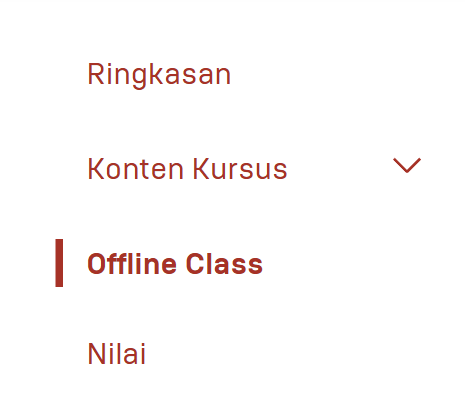 Ringkasan
Konten Kursus
Offline Class
Nilai